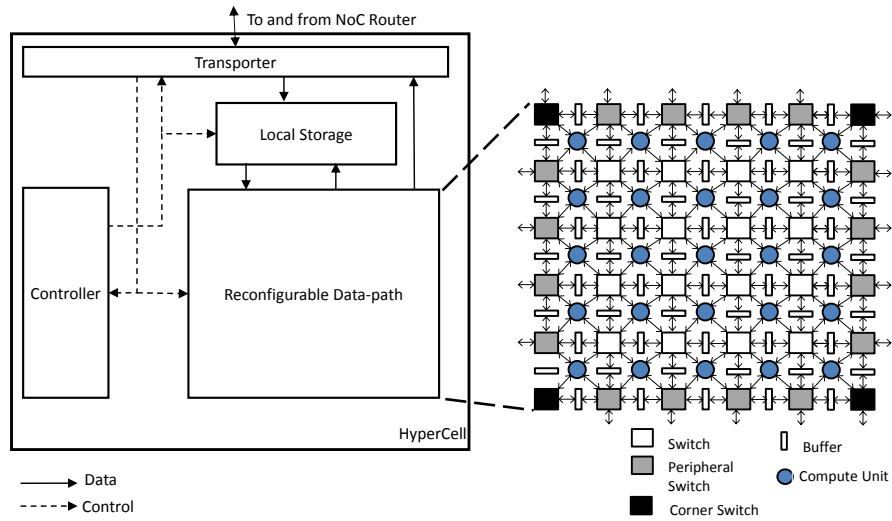 To and from NoC Router
Transporter
Local Storage
Controller
Reconfigurable Data-path
HyperCell
Data
Control
Switch
Peripheral
Switch
Corner Switch
Buffer
Compute Unit